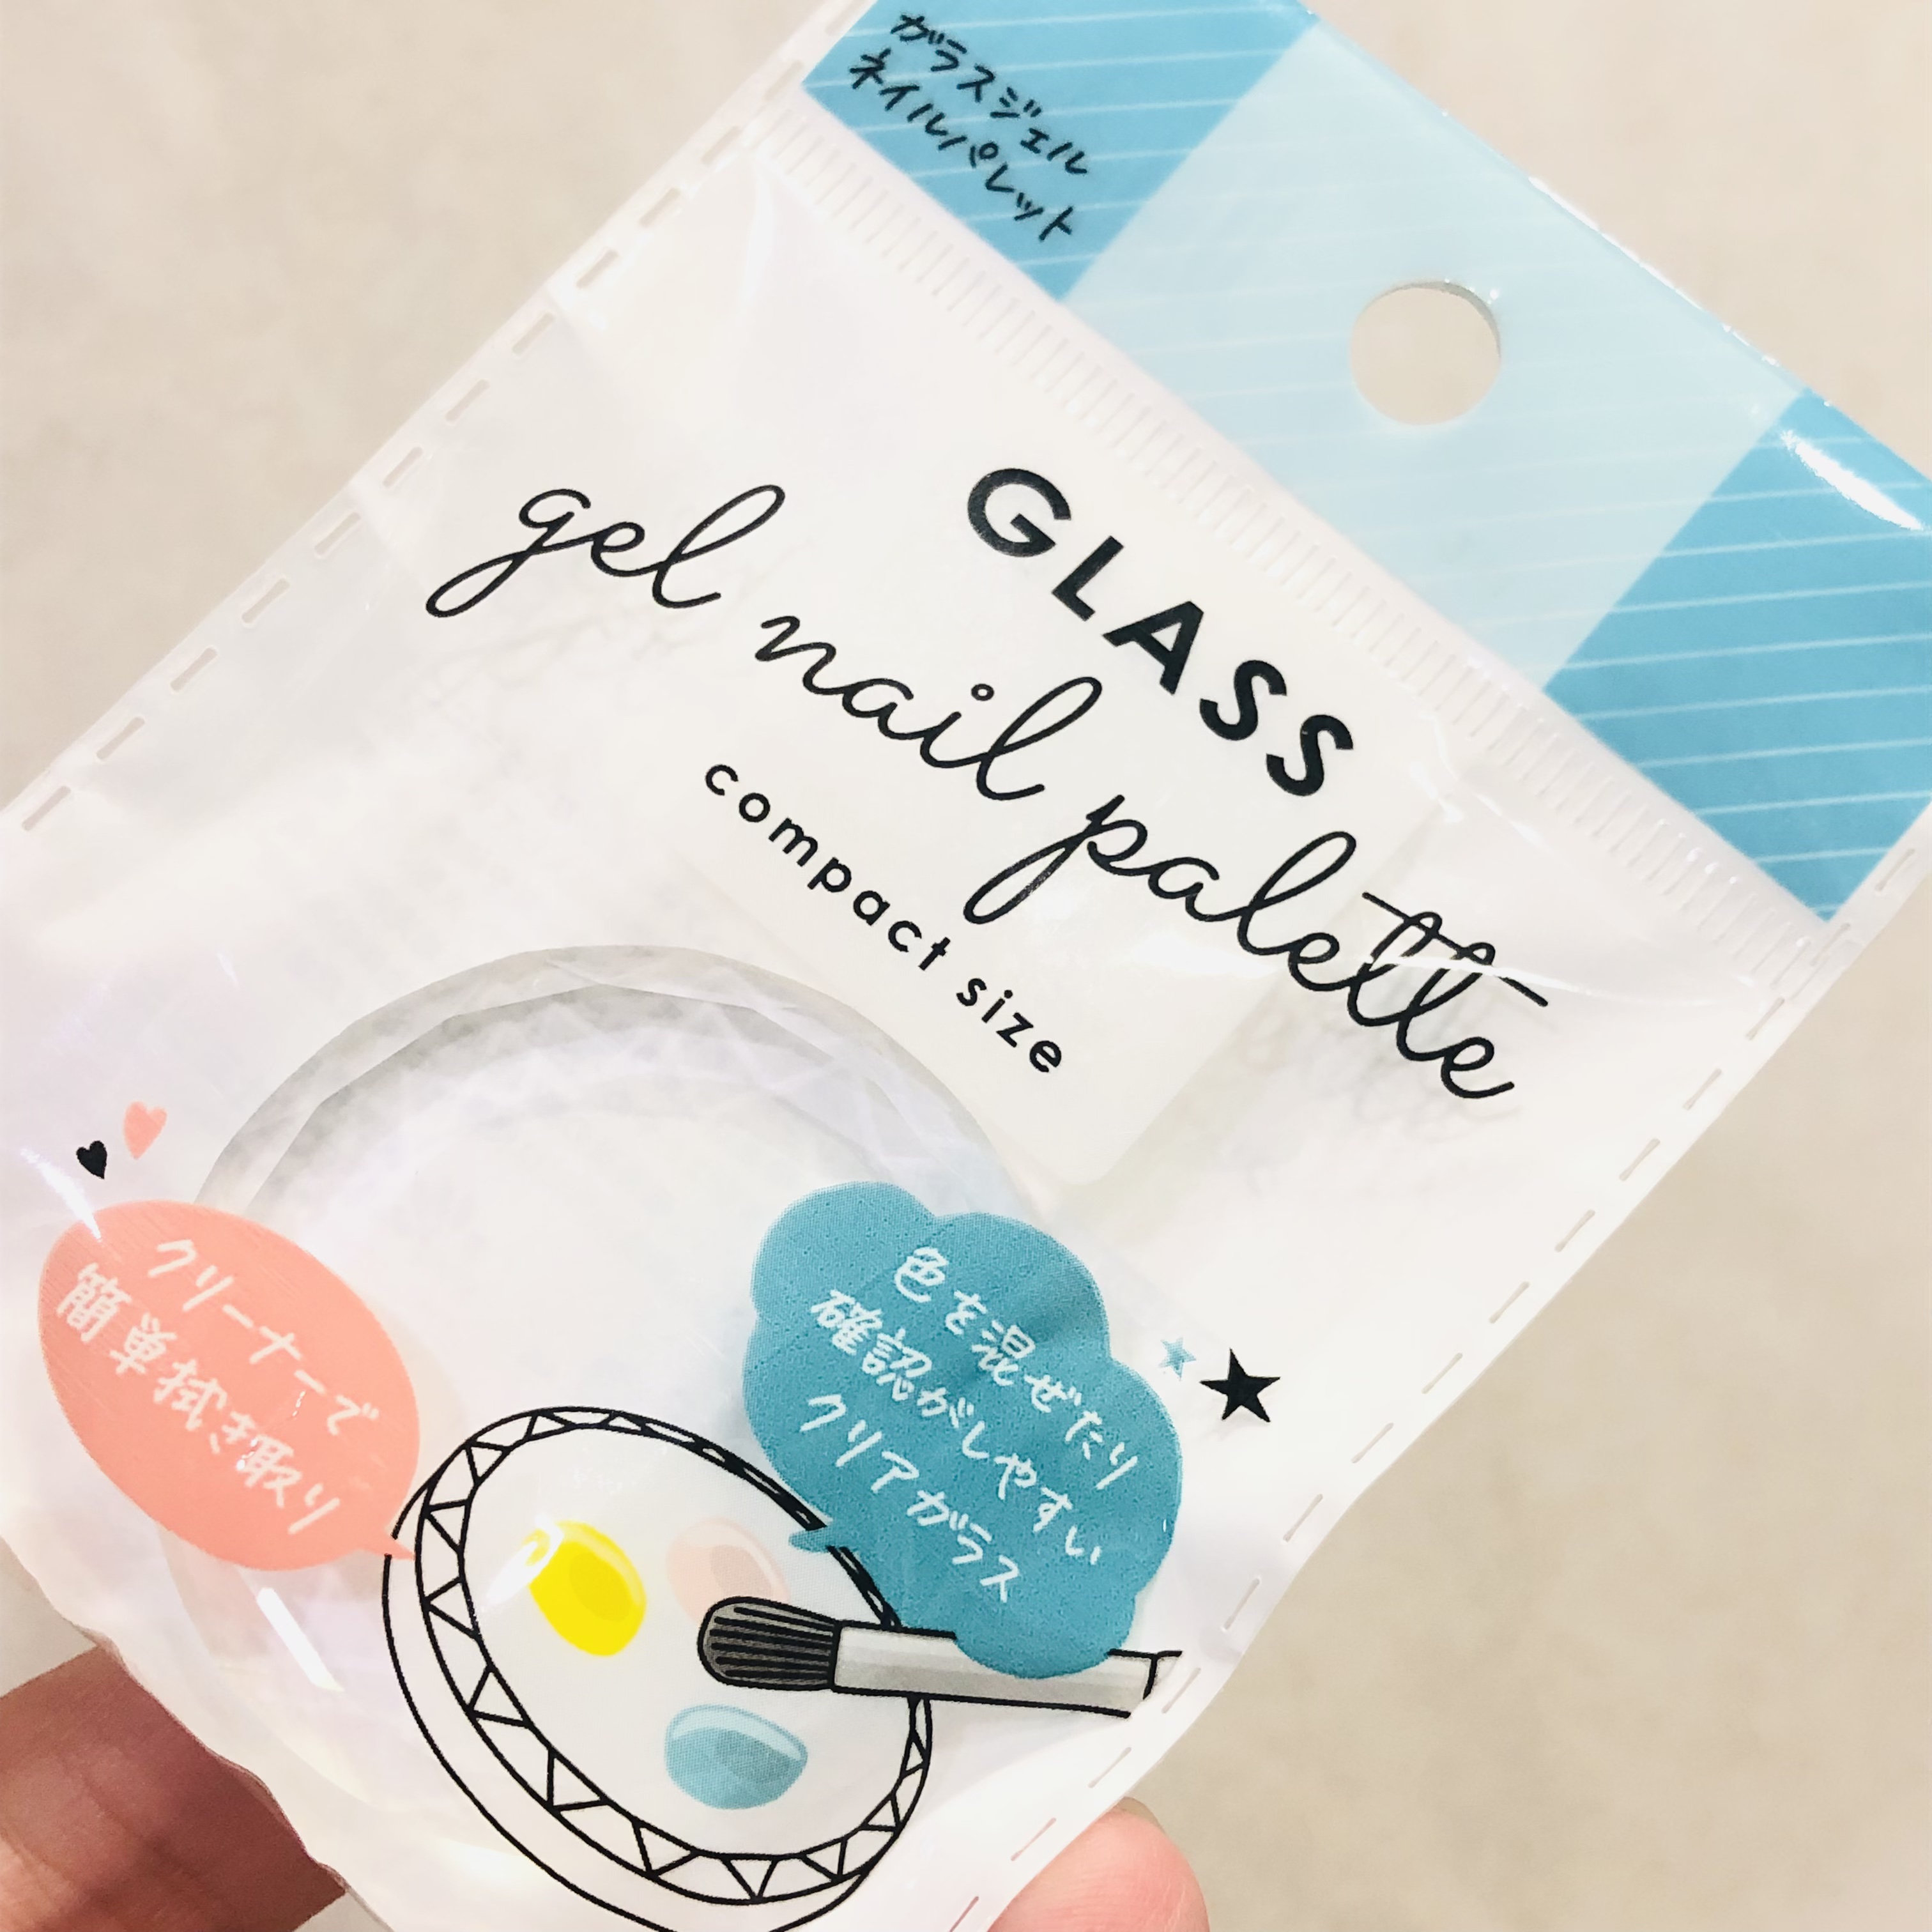 ガラスジェル
ネイルパレット
GLASS
gel nail palette
compact size
クリーナーで
簡単拭き取り
色を混ぜたり
確認がしやすい
クリアガラス